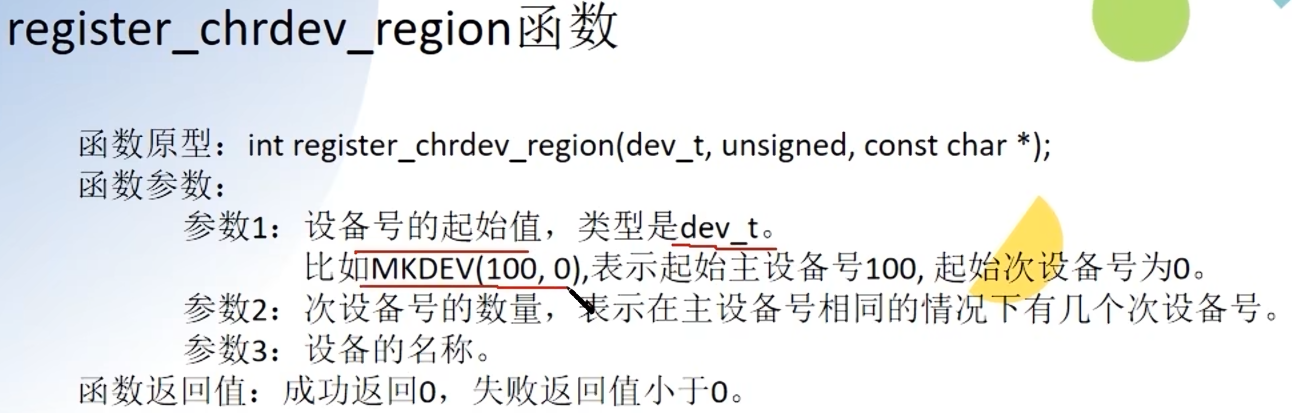 register_chrdev_region函数
函数原型：int register_chrdev_region(dev_t, unsigned, const char *);
函数参数：
参数1：设备号的起始值，类型是dev_t。
比如MKDEV(100, 0),表示起始主设备号100, 起始次设备号为0。
参数2：次设备号的数量，表示在主设备号相同的情况下有几个次设备号。
参数3：设备的名称。
函数返回值：成功返回0，失败返回值小于0。